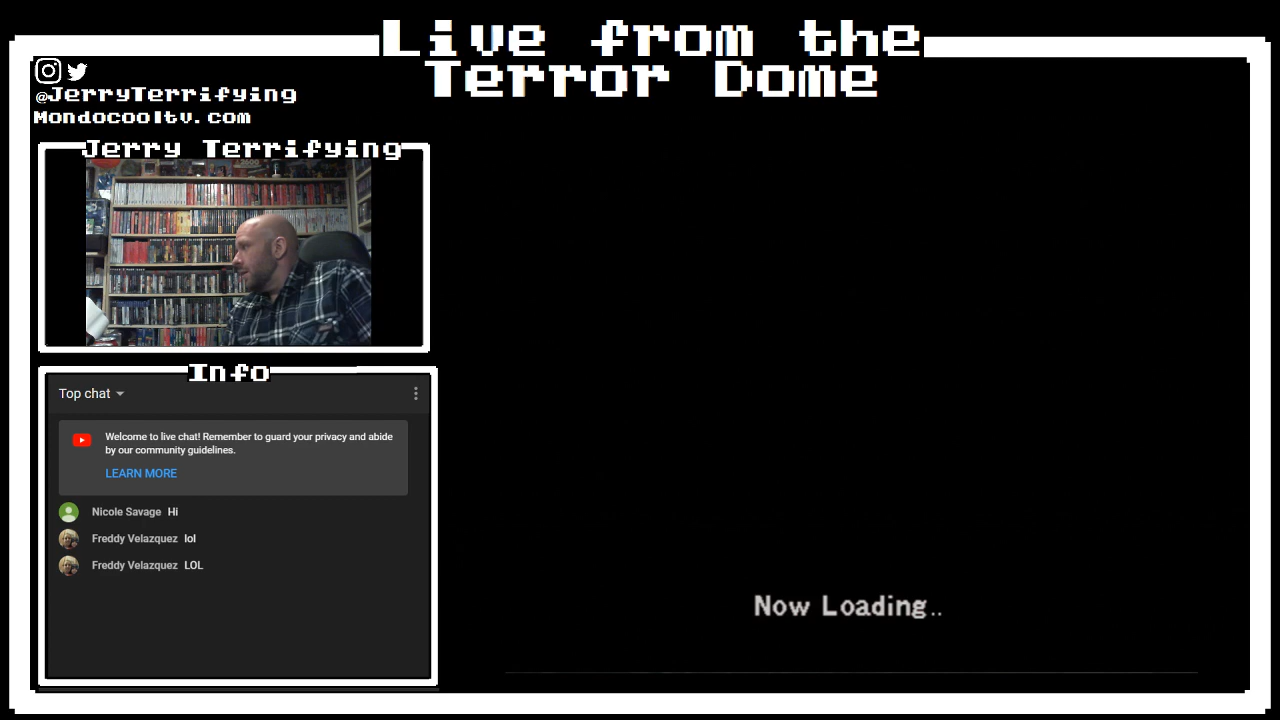 Live from the
Terror Dome
@JerryTerrifying
Mondocooltv.com
Jerry Terrifying
Info
Top chat
Welcome to live chat! Remember to guard your privacy and abide
by our community guidelines.
LEARN MORE
Nicole Savage Hi
Freddy Velazquez lol
Freddy Velazquez LOL
Now Loading..